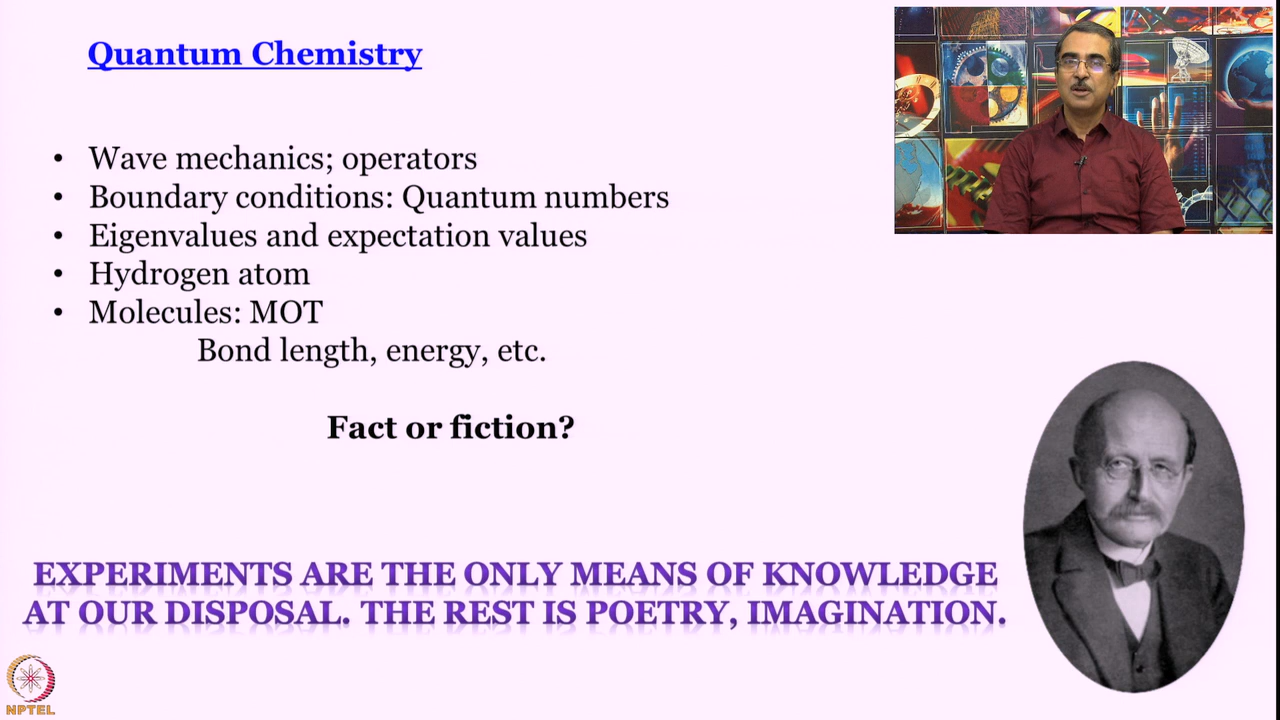 Quantum Chemistry
• Wave mechanics; operators
• Boundary conditions: Quantum numbers
• Eigenvalues and expectation values
• Hydrogen atom
• Molecules: MOT
Bond length, energy, etc.
Fact or fiction?
EXPERIMENTS ARE THE ONLY MEANS OF KNOWLEDGE
AT OUR DISPOSAL. THE REST IS POETRY, IMAGINATION.
NPTEL